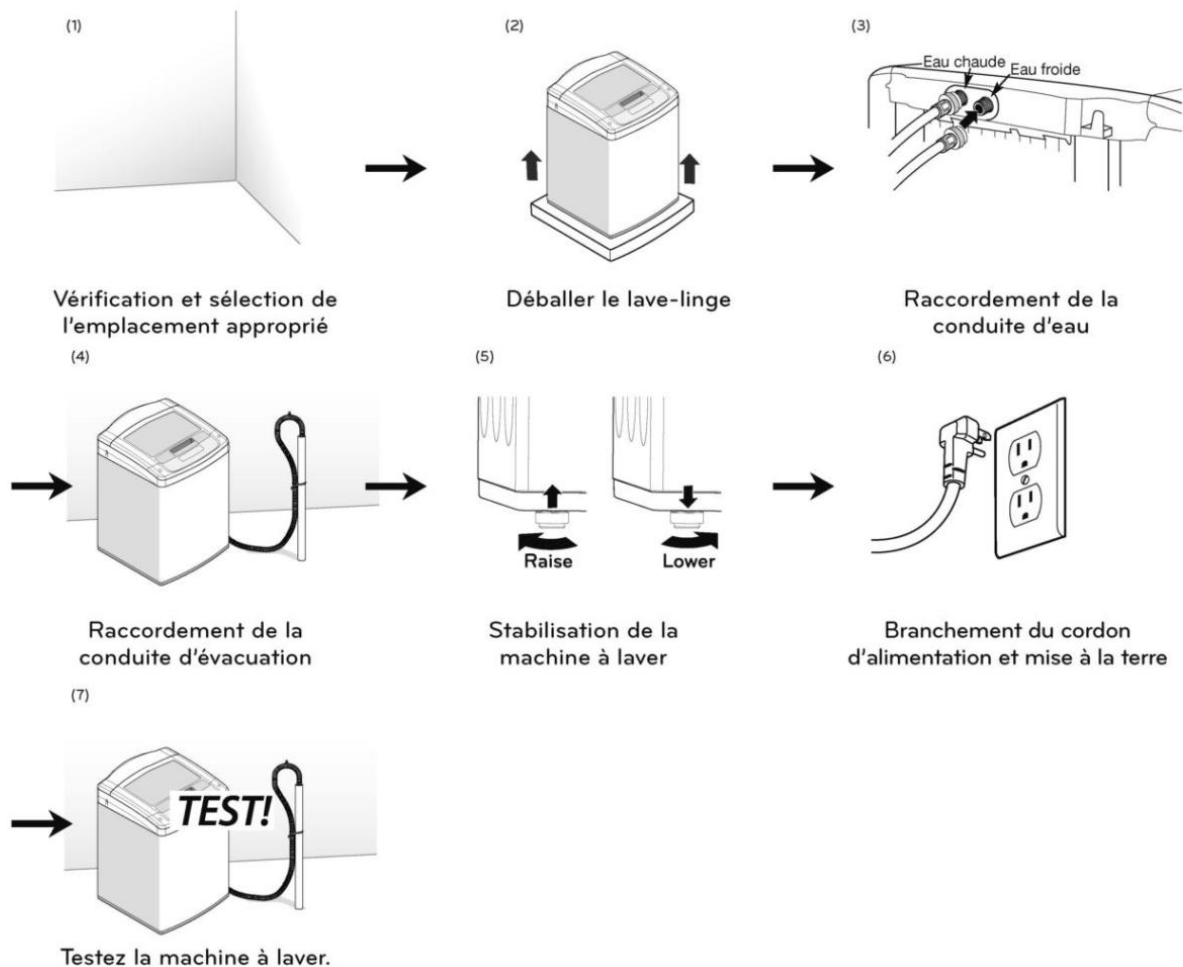 (1)
(2)
(3)
Eau chaude
Eau froide
Vérification et sélection de
l'emplacement approprié
Déballer le lave-linge
Raccordement de la
conduite d'eau
(4)
(5)
(6)
Raise
Lower
Raccordement de la
conduite d'évacuation
Stabilisation de la
machine à laver
Branchement du cordon
d'alimentation et mise à la terre
(7)
TEST!
Testez la machine à laver.